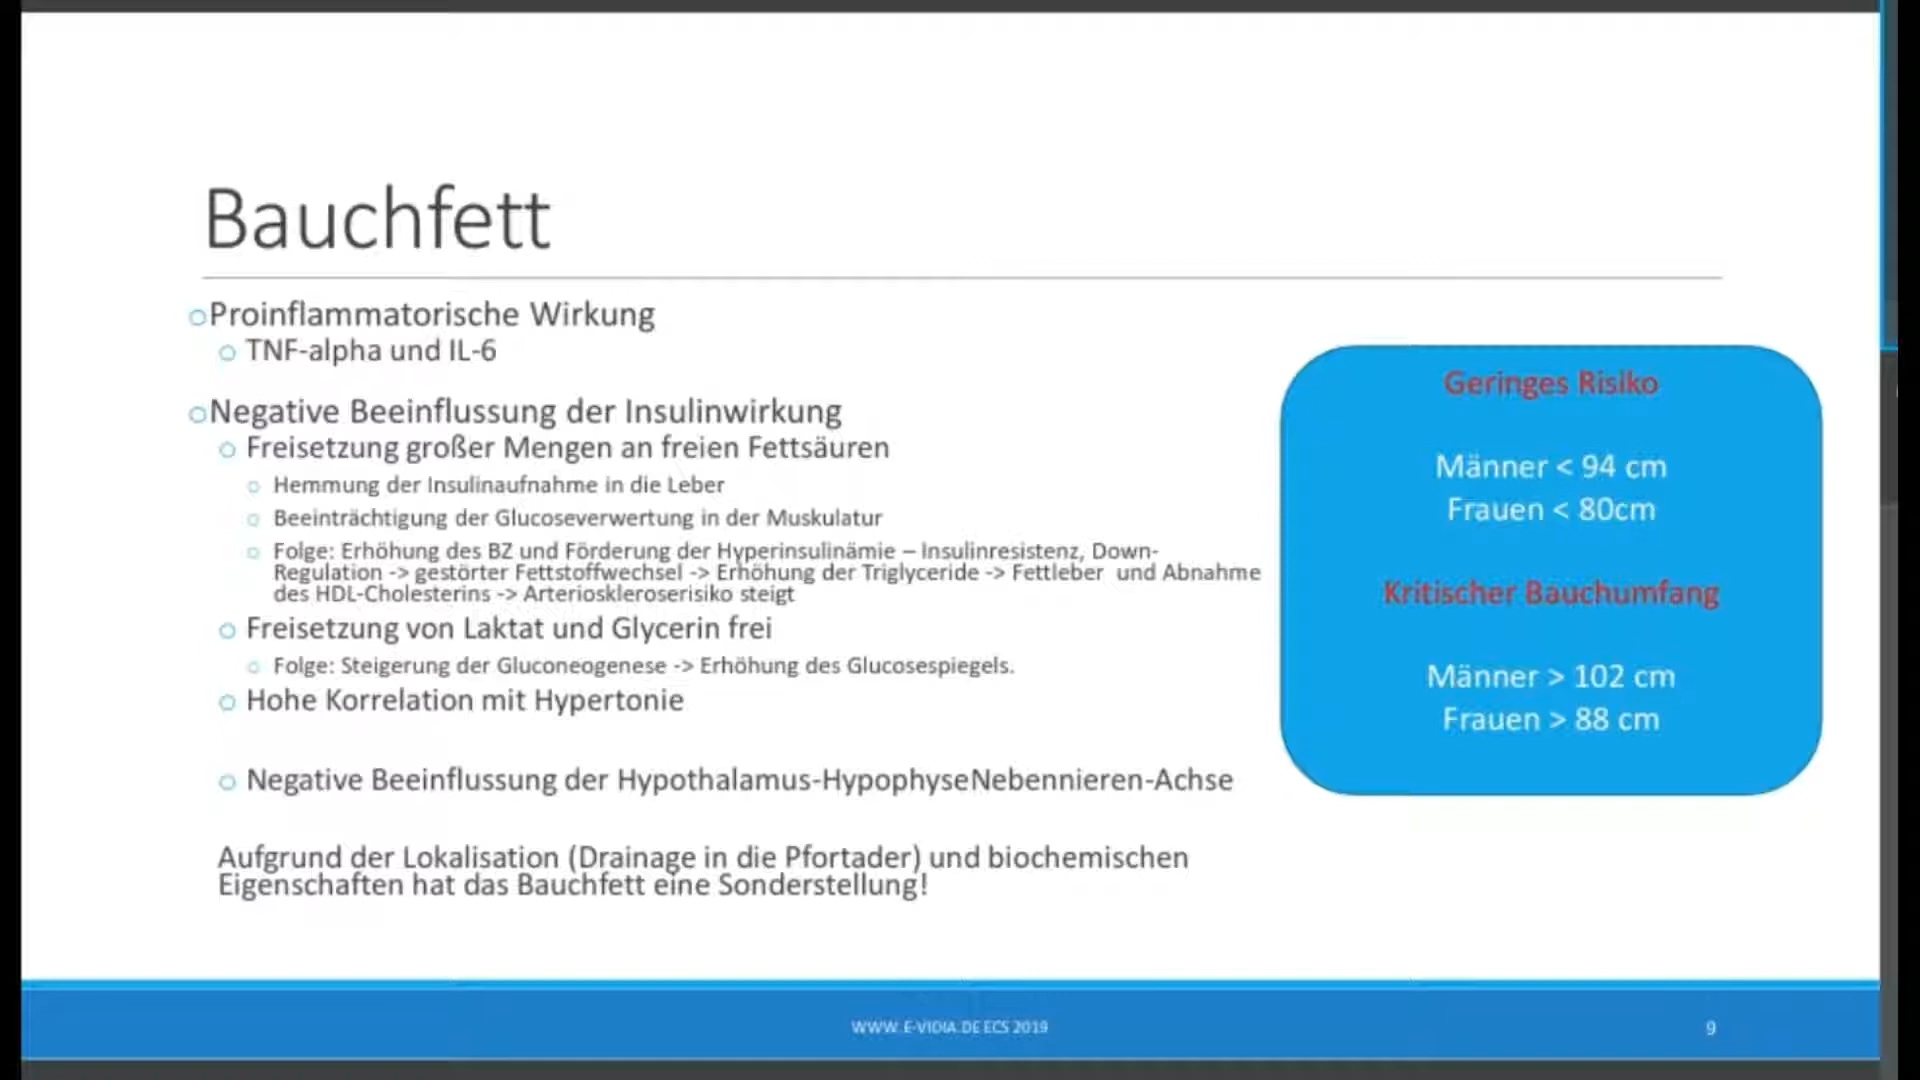 Bauchfett
Proinflammatorische Wirkung
TNF-alpha und IL-6
Negative Beeinflussung der Insulinwirkung
Freisetzung großer Mengen an freien Fettsäuren
Hemmung der Insulinaufnahme in die Leber
Beeinträchtigung der Glucoseverwertung in der Muskulatur
Folge: Erhöhung des BZ und Förderung der Hyperinsulinämie – Insulinresistenz, Down-
Regulation -> gestörter Fettstoffwechsel -> Erhöhung der Triglyceride -> Fettleber und Abnahme
des HDL-Cholesterins -> Arterioskleroserisiko steigt
Freisetzung von Laktat und Glycerin frei
Folge: Steigerung der Gluconeogenese -> Erhöhung des Glucosespiegels.
Hohe Korrelation mit Hypertonie
Negative Beeinflussung der Hypothalamus-HypophyseNebennieren-Achse
Aufgrund der Lokalisation (Drainage in die Pfortader) und biochemischen
Eigenschaften hat das Bauchfett eine Sonderstellung!
Geringes Risiko
Männer < 94 cm
Frauen < 80cm
Kritischer Bauchumfang
Männer > 102 cm
Frauen > 88 cm
WWW.E-VIDIA.DE ECS 2019
9